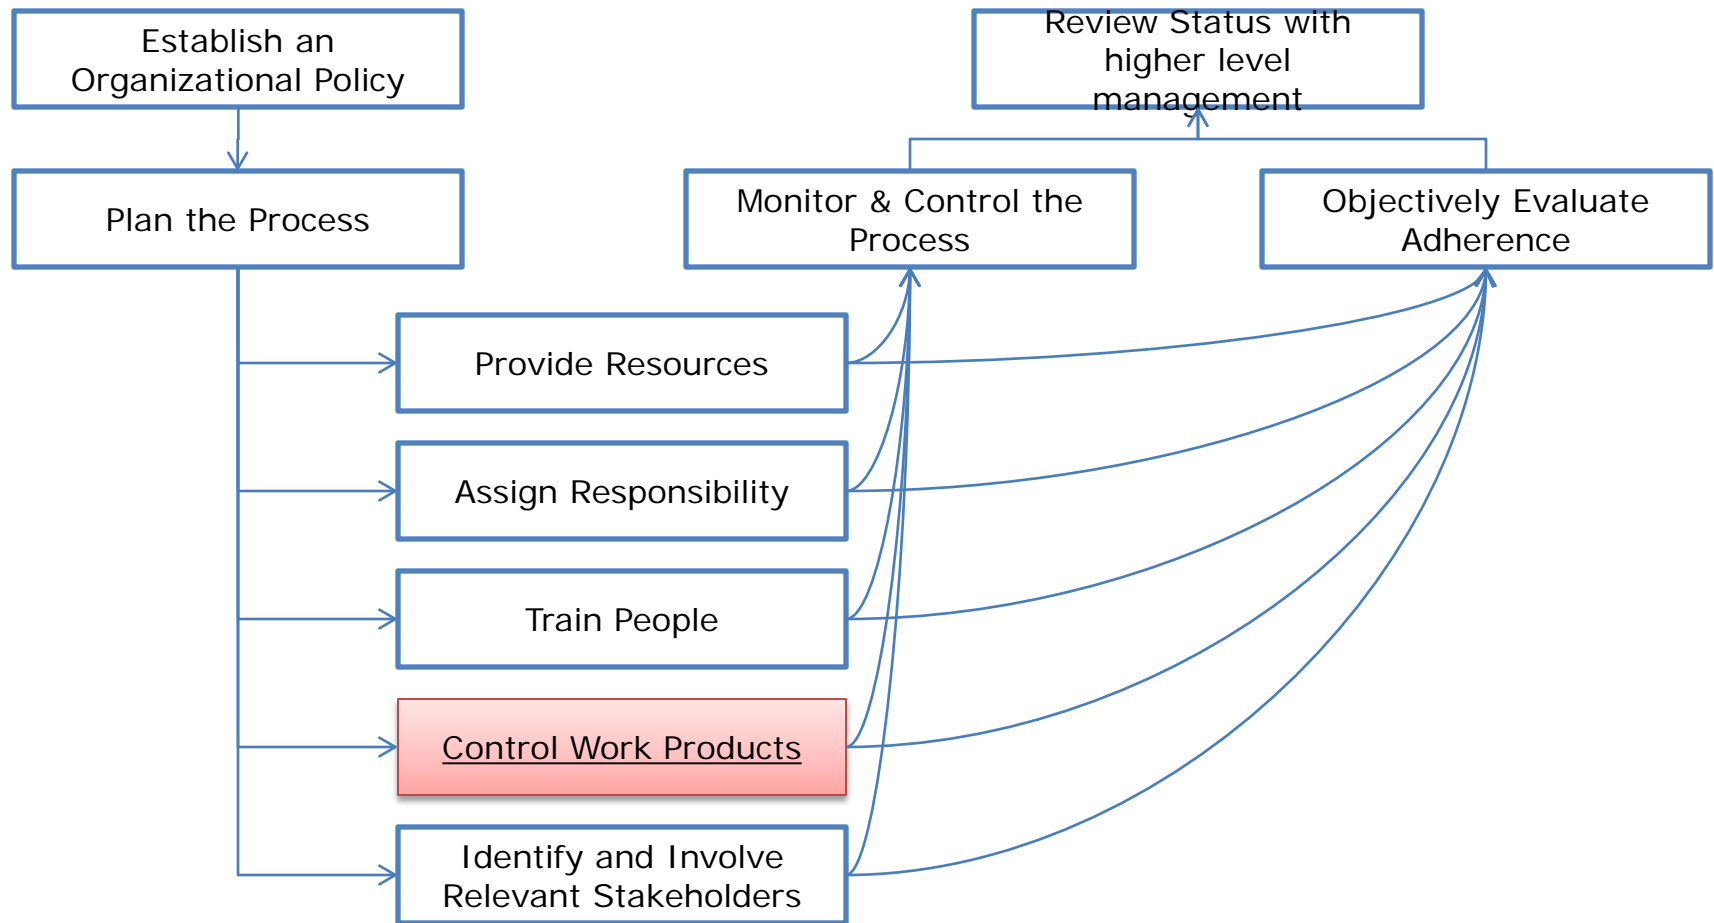 Establish an
Organizational Policy
Review Status with
higher level
management
Plan the Process
Monitor & Control the
Process
Objectively Evaluate
Adherence
Provide Resources
Assign Responsibility
Train People
Control Work Products
Identify and Involve
Relevant Stakeholders